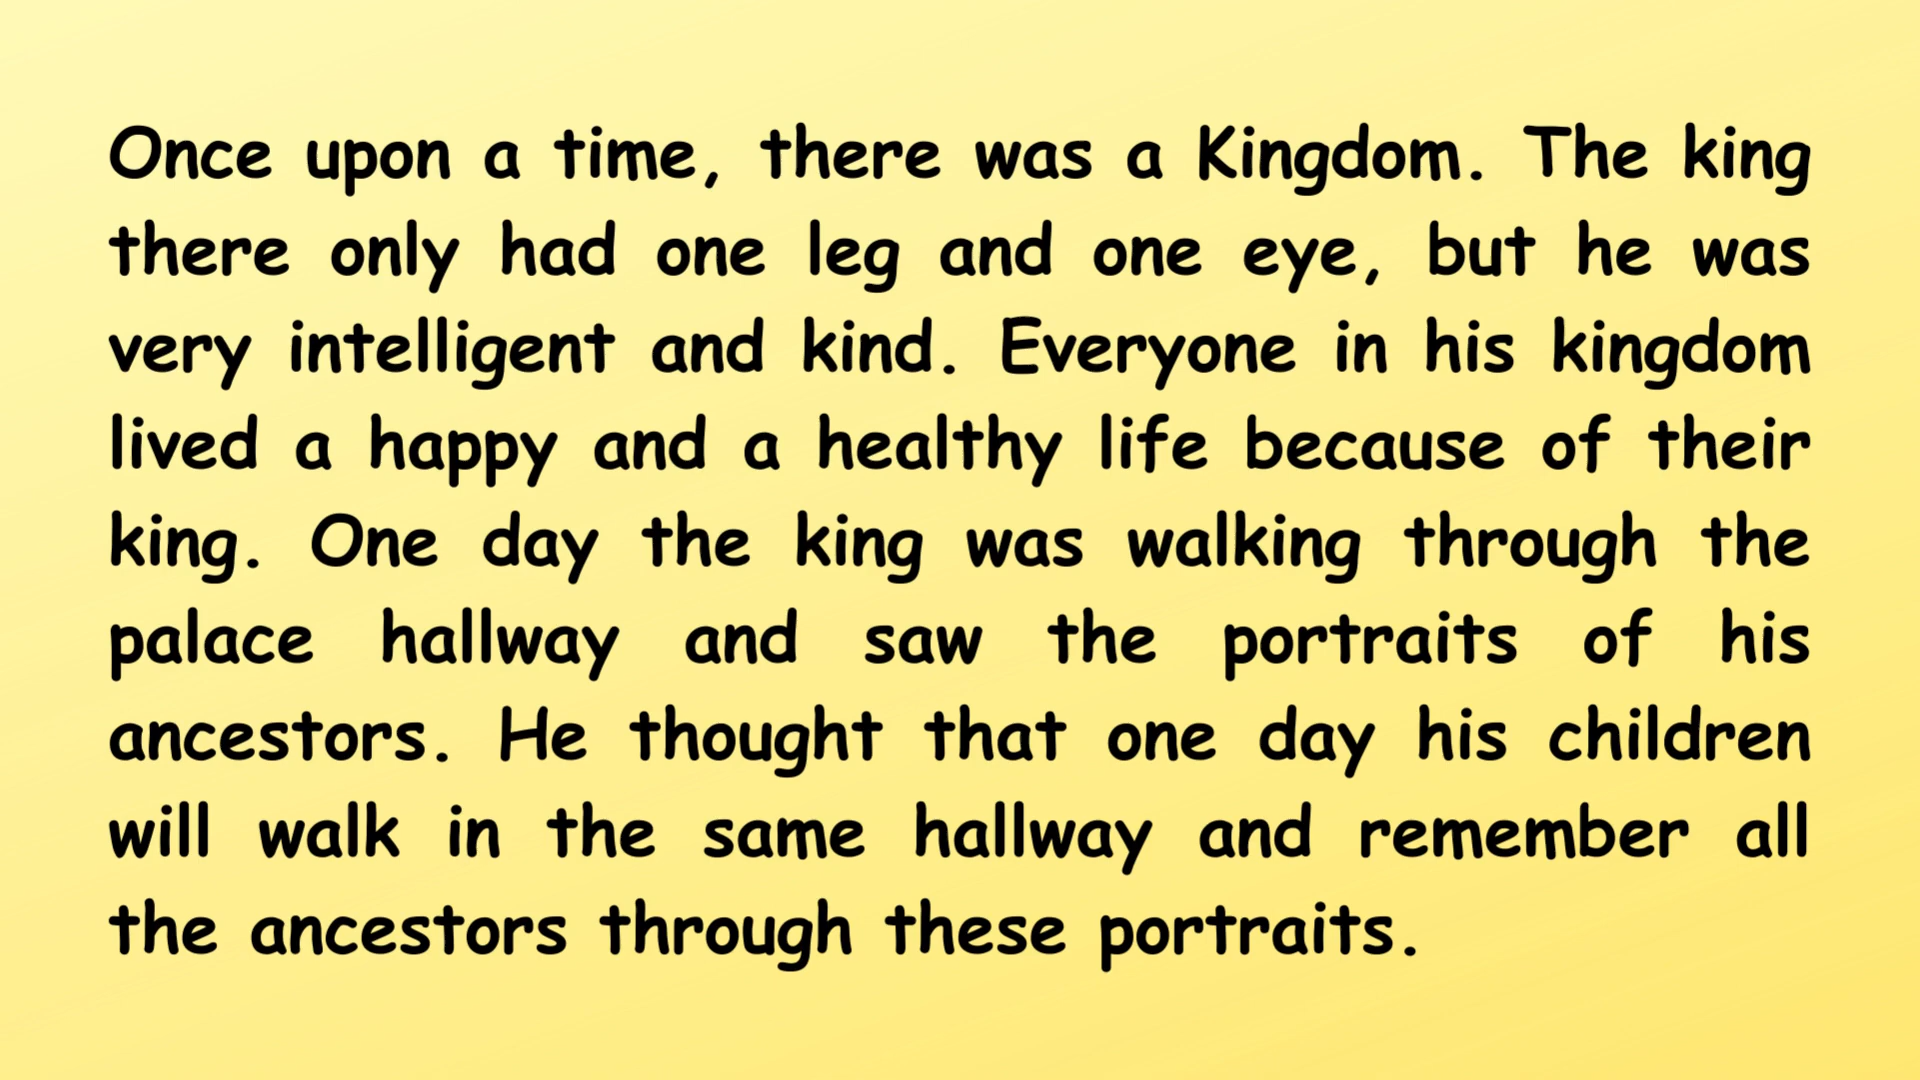 Once upon a time, there was a Kingdom. The king
there only had one leg and one eye, but he was
very intelligent and kind. Everyone in his kingdom
lived a happy and a healthy life because of their
king. One day the king was walking through the
palace hallway and saw the portraits of his
ancestors. He thought that one day his children
will walk in the same hallway and remember all
the ancestors through these portraits.